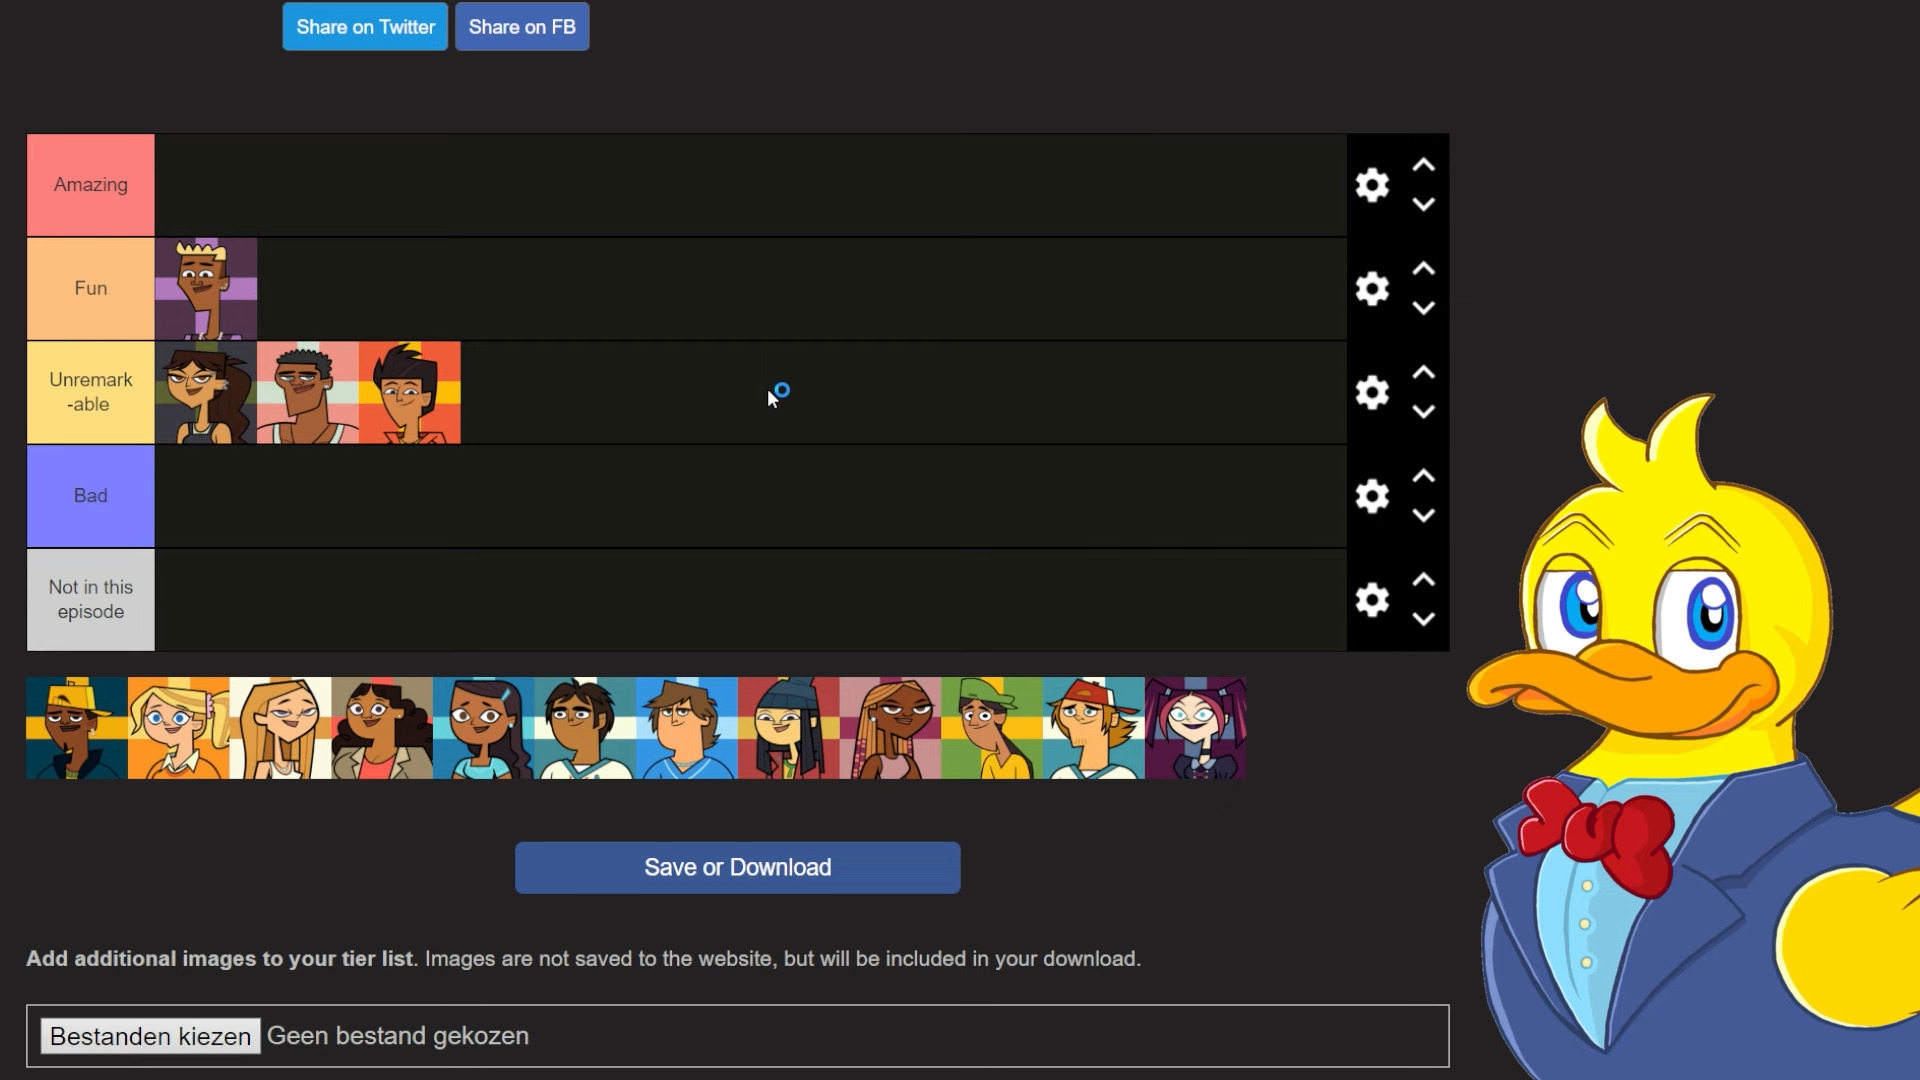 Share on Twitter
Share on FB
Amazing
Fun
Unremark
-able
Bad
Not in this
episode
Save or Download
Add additional images to your tier list. Images are not saved to the website, but will be included in your download.
Bestanden kiezen Geen bestand gekozen